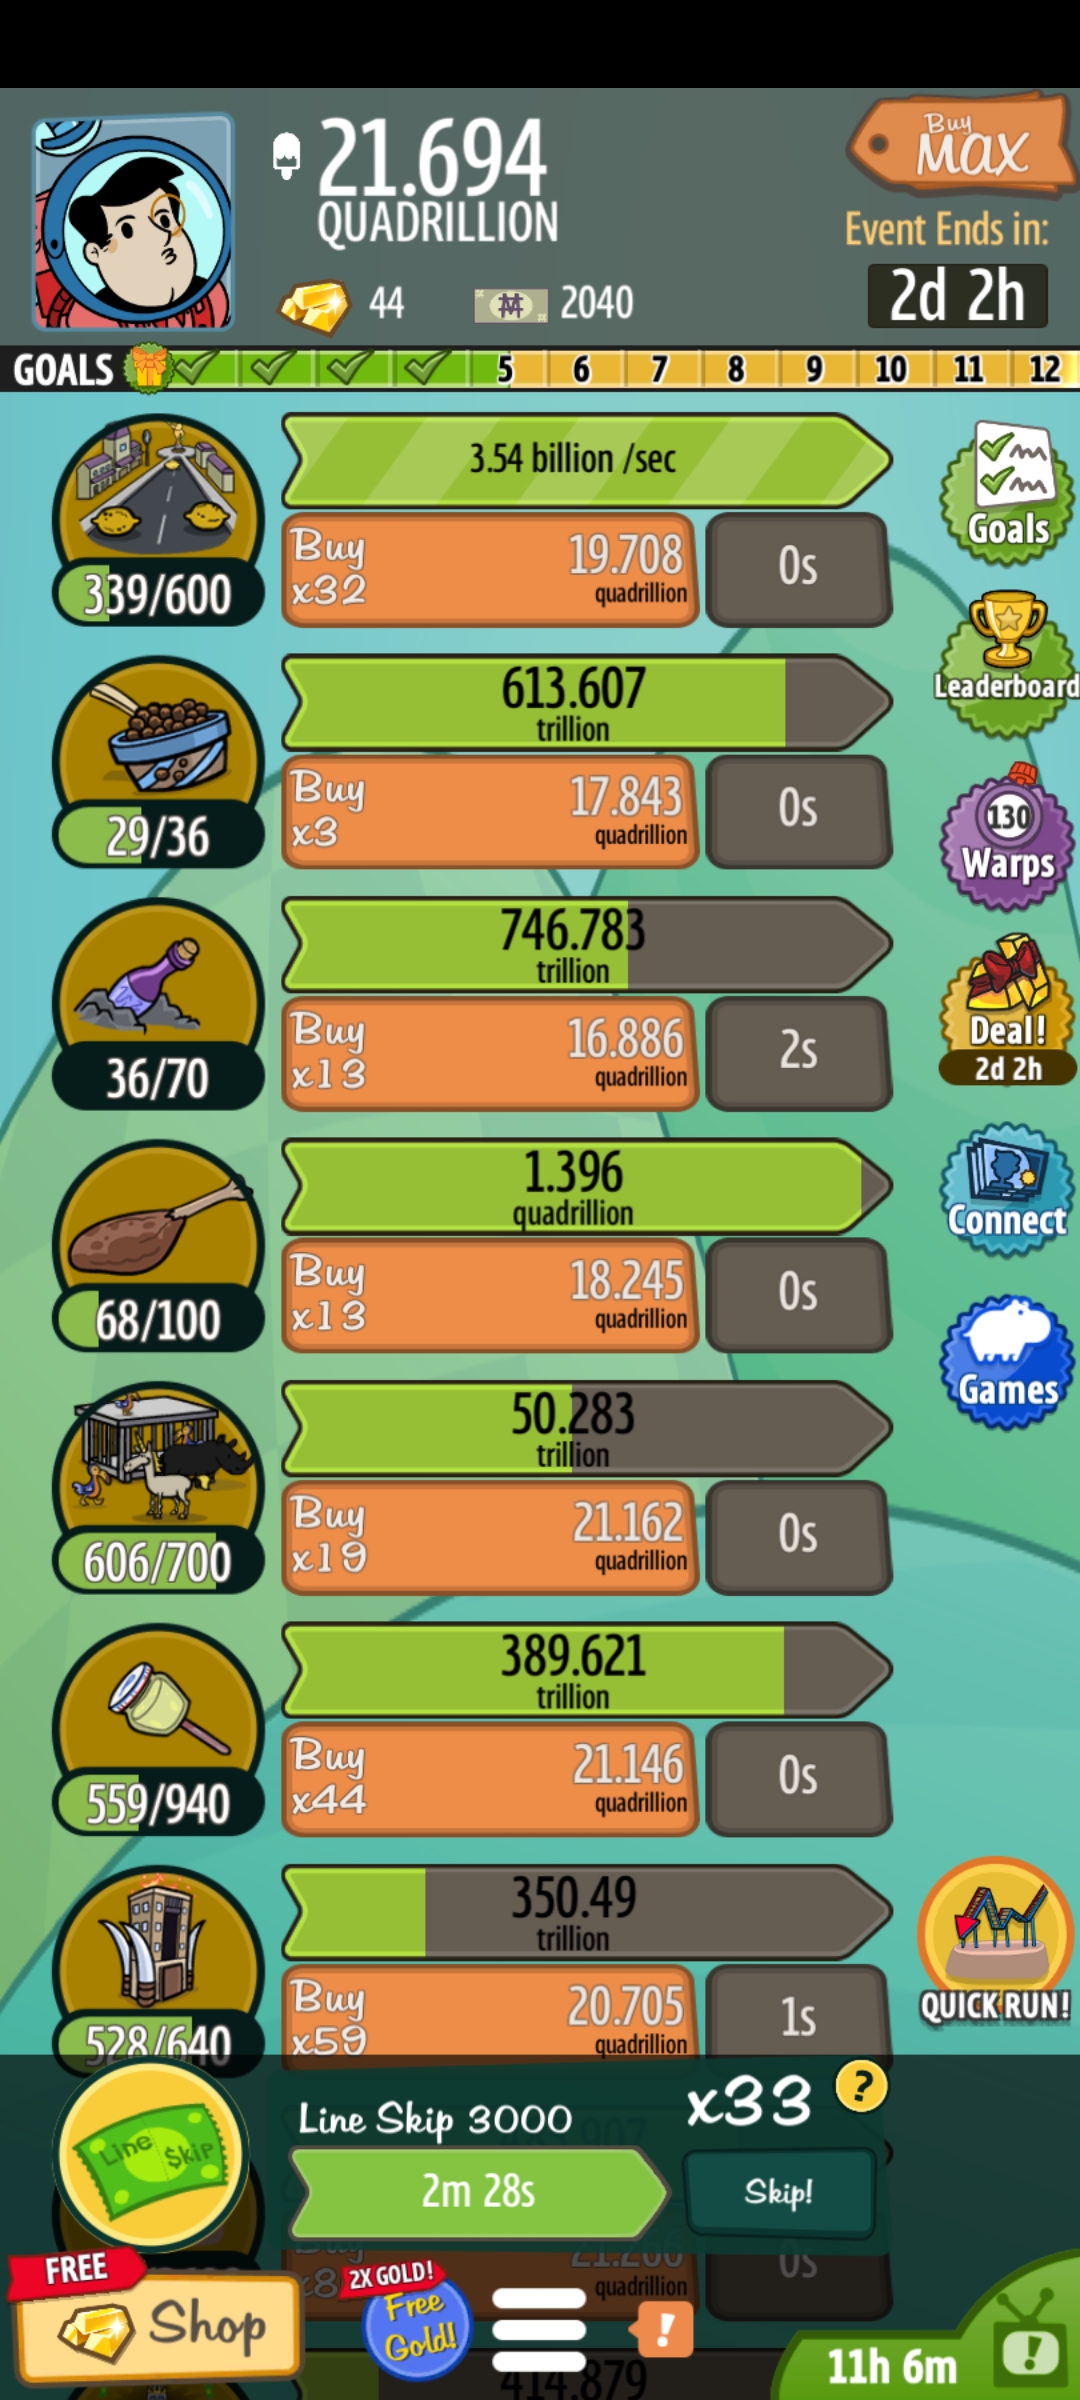 21.694
QUADRILLION
Buy
MAX
Event Ends in:
2d 2h
44
2040
GOALS
5 6 7 8 9 10 11 12
3.54 billion /sec
Buy
x32
19.708
quadrillion
0s
339/600
Goals
613.607
trillion
Leaderboard
Buy
x3
17.843
quadrillion
0s
29/36
130
Warps
746.783
trillion
Buy
x13
16.886
quadrillion
2s
36/70
Deal!
2d 2h
1.396
quadrillion
Connect
Buy
x13
18.245
quadrillion
0s
68/100
Games
50.283
trillion
Buy
x19
21.162
quadrillion
0s
606/700
389.621
trillion
Buy
x44
21.146
quadrillion
0s
559/940
350.49
trillion
Buy
x59
20.705
quadrillion
1s
528/640
QUICK RUN!
Line Skip
Line Skip 3000
x33
?
2m 28s
Skip!
quadrillion
0s
FREE
Shop
2X GOLD!
Free
Gold!
!
11h 6m
!
414.879